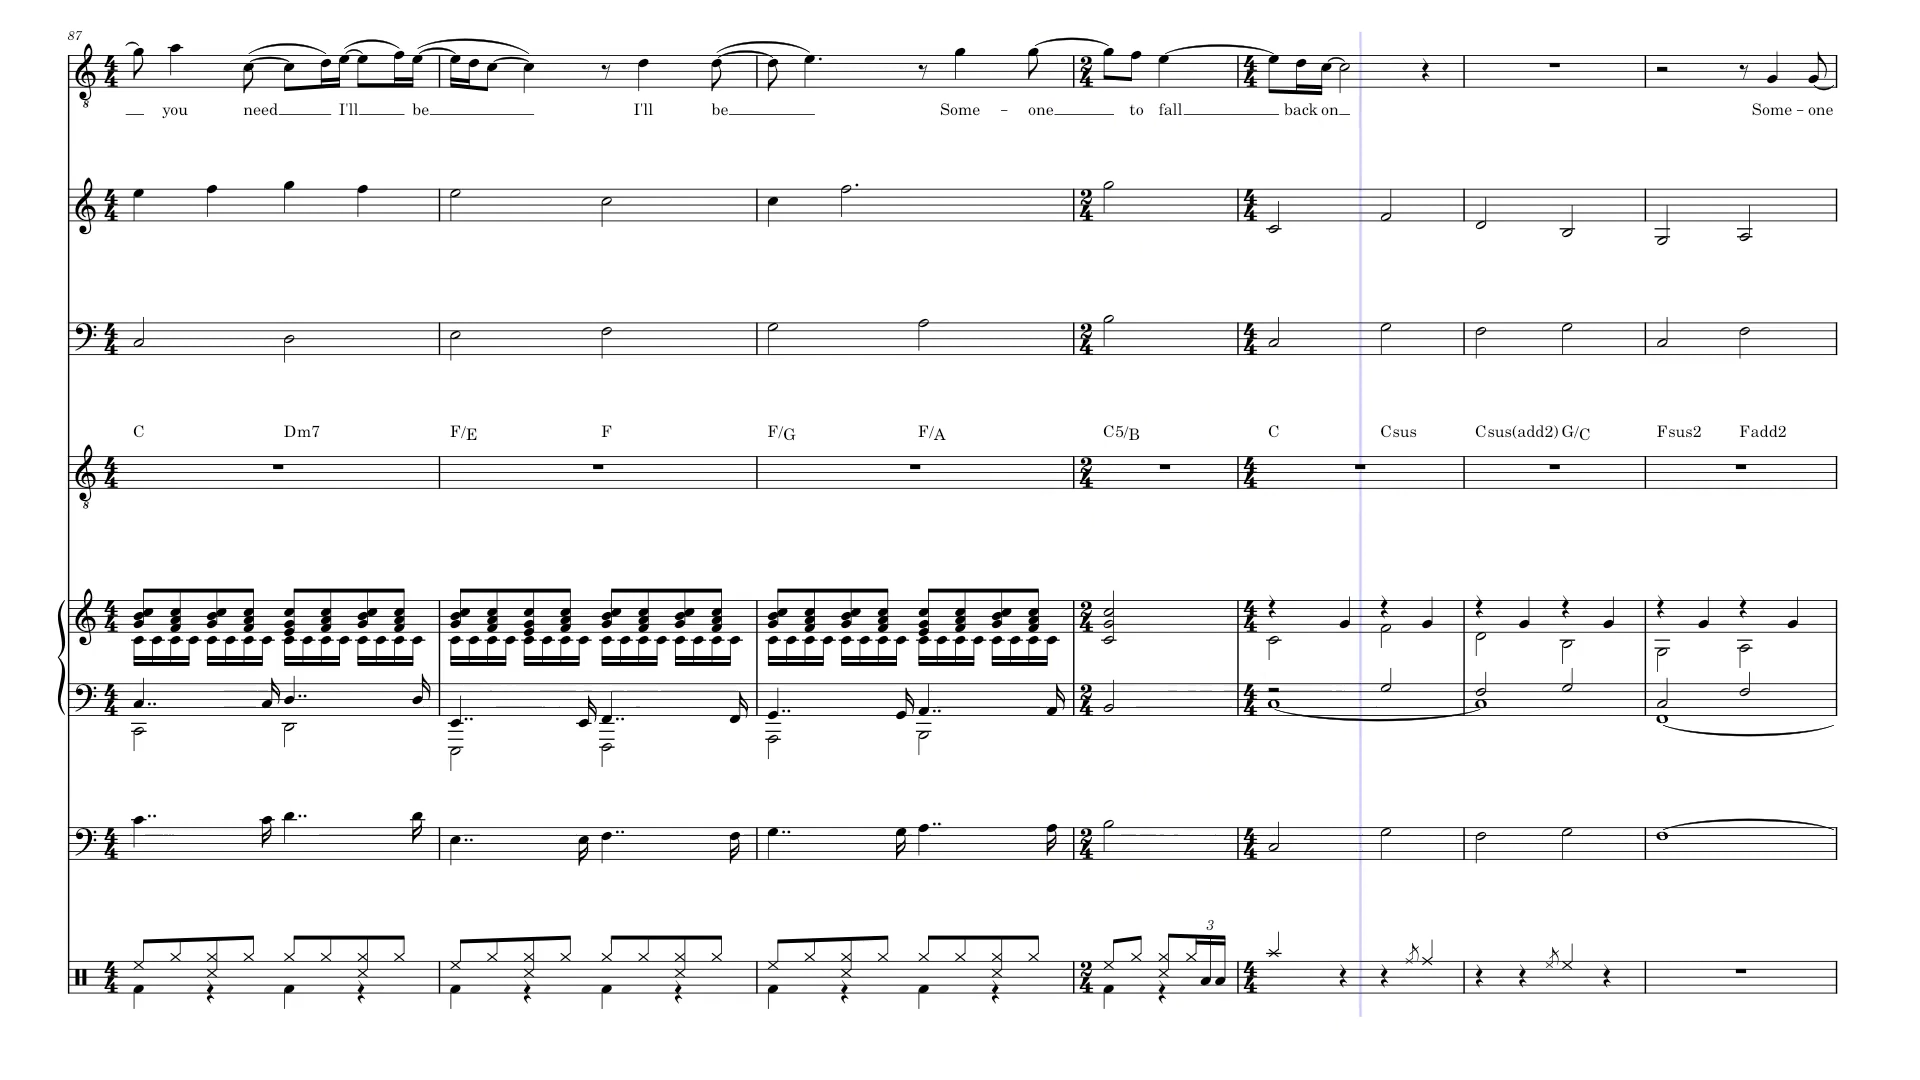 87
you need I'll be I'll be Some - one to fall back on Some - one
C Dm7 F/E F F/G F/A C5/B C Csus Csus(add2) G/C Fsus2 Fadd2
3